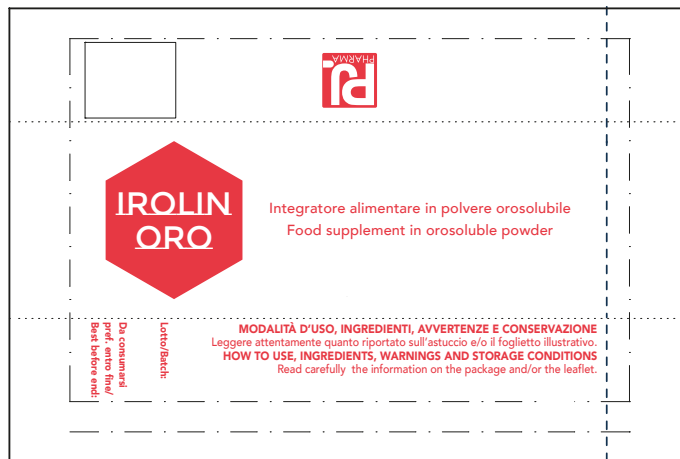 PJ
PHARMA
IROLIN
ORO
Integratore alimentare in polvere orosolubile
Food supplement in orosoluble powder
MODALITÀ D'USO, INGREDIENTI, AVVERTENZE E CONSERVAZIONE
Leggere attentamente quanto riportato sull'astuccio e/o il foglietto illustrativo.
HOW TO USE, INGREDIENTS, WARNINGS AND STORAGE CONDITIONS
Read carefully the information on the package and/or the leaflet.
Lotto/Batch:
Da consumarsi
pref. entro fine/
Best before end: